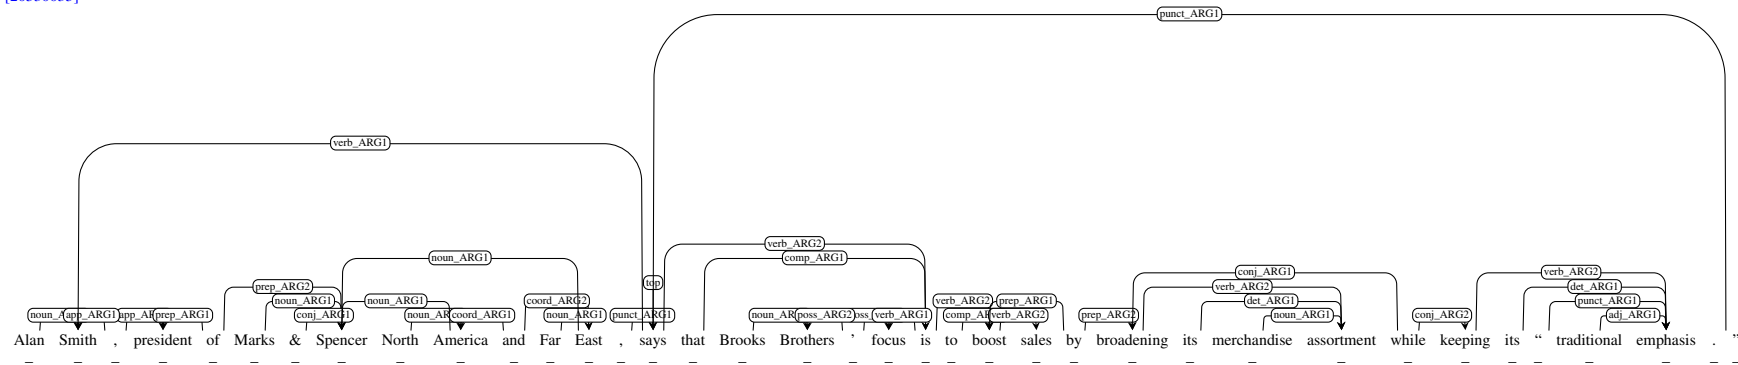 punct_ARG1
verb_ARG1
verb_ARG2
noun_ARG1 comp_ARG1
conj_ARG1 verb_ARG2
top
prep_ARG2 verb_ARG2 det_ARG1
noun_ARG1 noun_ARG1 coord_ARG2 verb_ARG2 prep_ARG1 det_ARG1 punct_ARG1
app_ARG1 prep_ARG1 conj_ARG1 coord_ARG1 noun_ARG1 punct_ARG1 poss_ARG2 verb_ARG1 verb_ARG2 prep_ARG2 noun_ARG1 conj_ARG2 adj_ARG1
Alan Smith , president of Marks & Spencer North America and Far East , says that Brooks Brothers ’ focus is to boost sales by broadening its merchandise assortment while keeping its “ traditional emphasis . ”
_ _ _ _ _ _ _ _ _ _ _ _ _ _ _ _ _ _ _ _ _ _ _ _ _ _ _ _ _ _ _ _ _ _ _ _ _ _